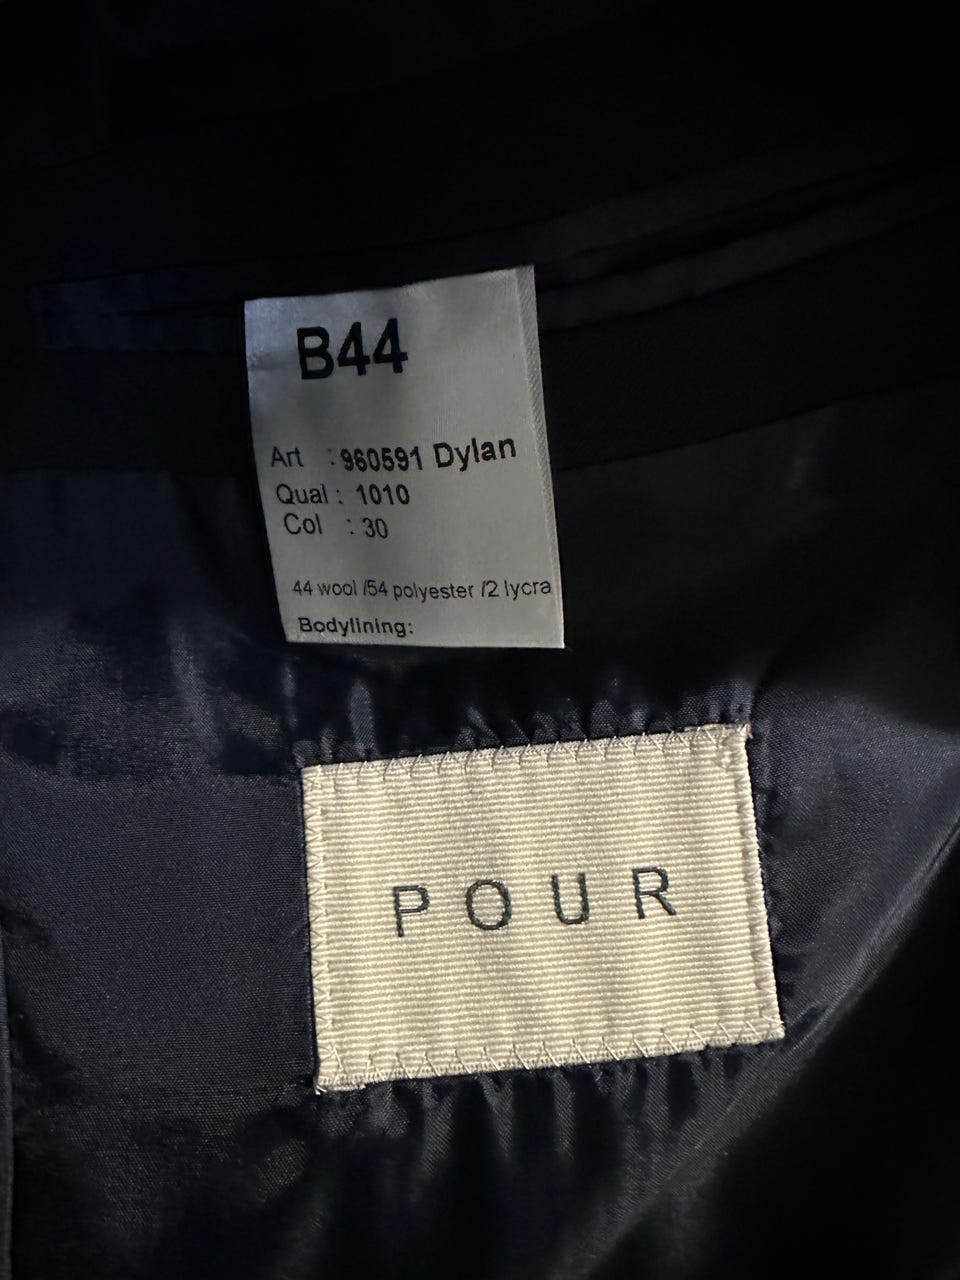 B44
Art : 960591 Dylan
Qual : 1010
Col : 30
44 wool /54 polyester /2 lycra
Bodylining:
POUR